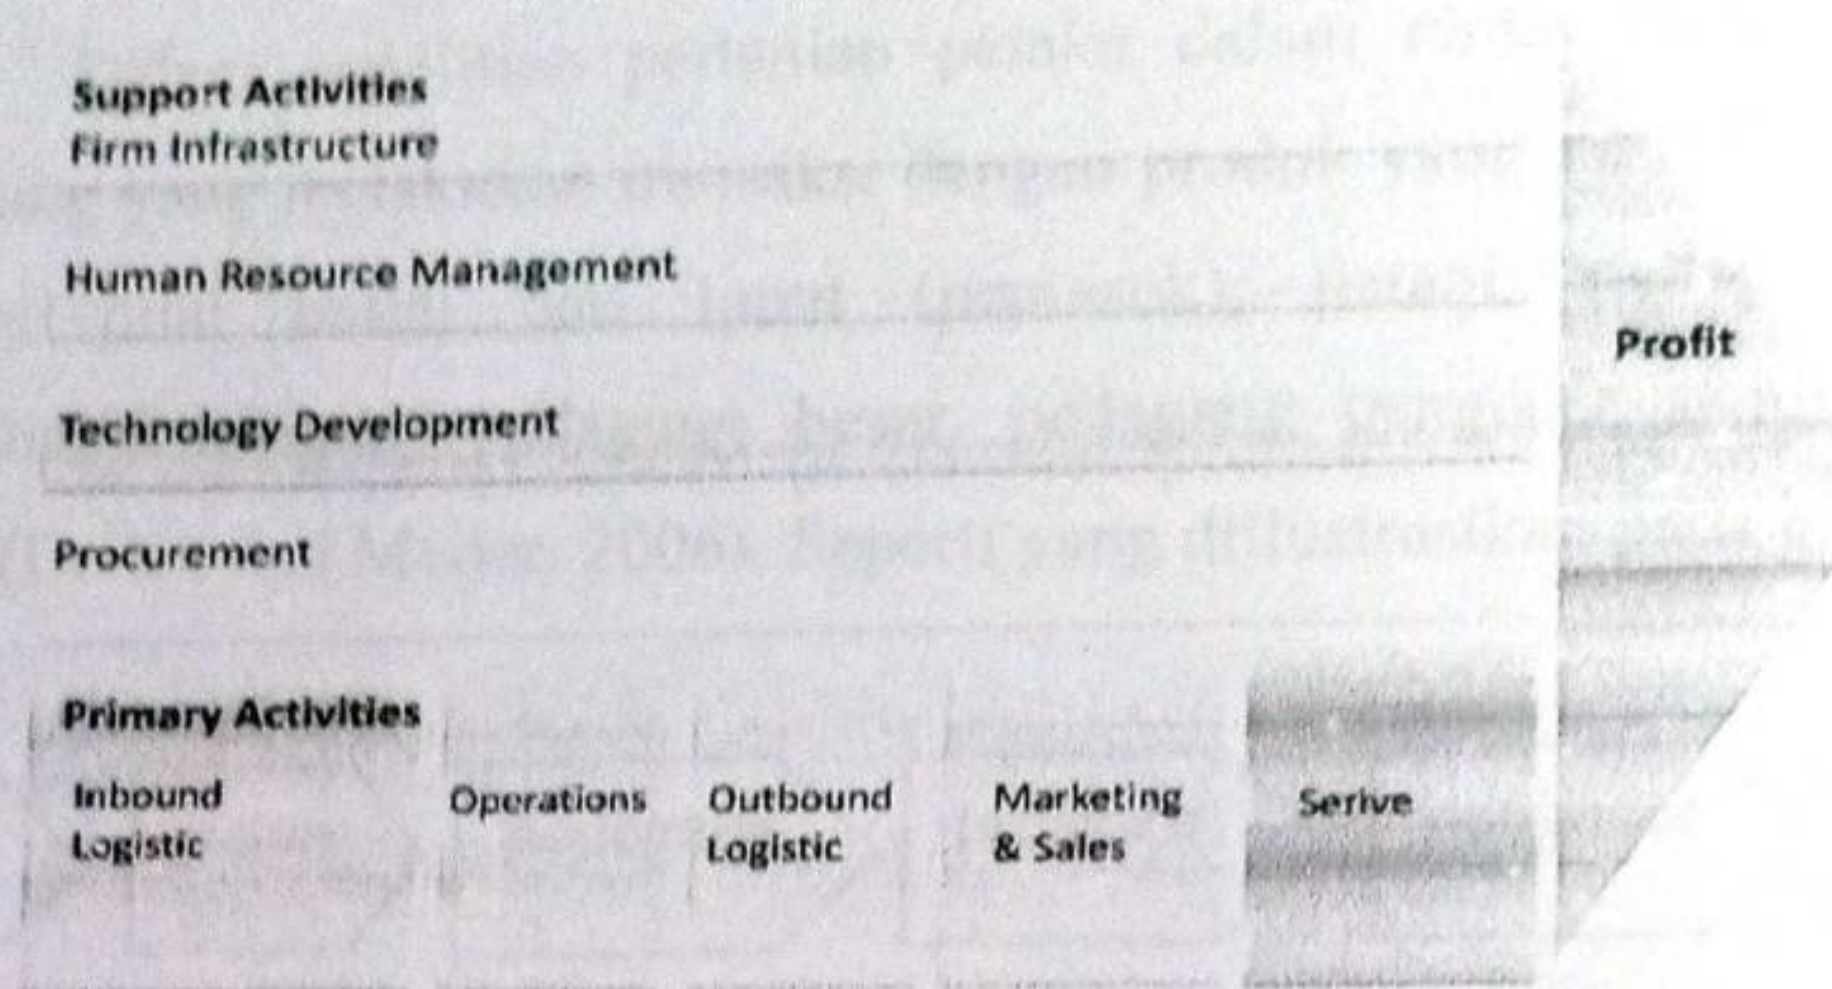 Support Activities
Firm Infrastructure
Human Resource Management
Profit
Technology Development
Procurement
Primary Activities
Inbound
Logistic
Operations
Outbound
Logistic
Marketing
& Sales
Serive